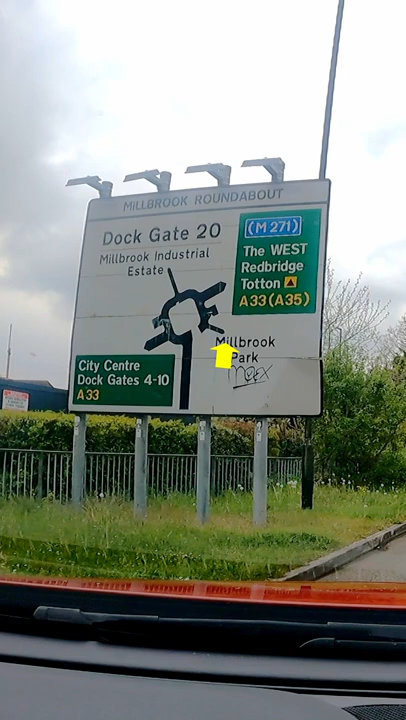 MILLBROOK ROUNDABOUT
Dock Gate 20
Millbrook Industrial
Estate
(M 271)
The WEST
Redbridge
Totton
A33 (A35)
Millbrook
Park
City Centre
Dock Gates 4-10
A33